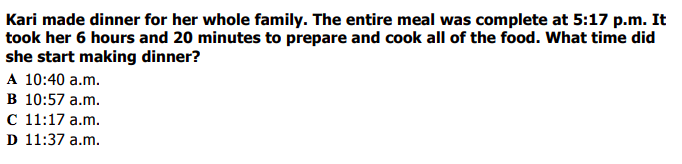 Kari made dinner for her whole family. The entire meal was complete at 5:17 p.m. It
took her 6 hours and 20 minutes to prepare and cook all of the food. What time did
she start making dinner?
A 10:40 a.m.
B 10:57 a.m.
C 11:17 a.m.
D 11:37 a.m.